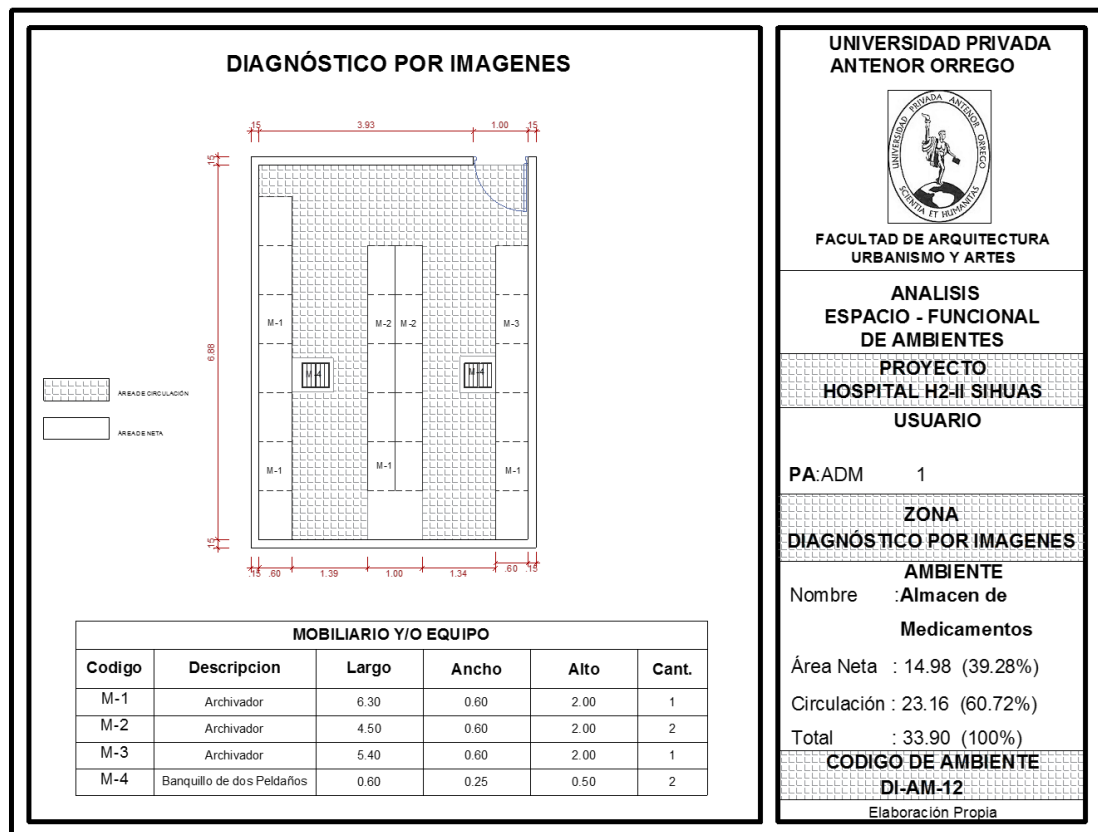 DIAGNÓSTICO POR IMAGENES
.15
3.93
1.00
.15
.15
6.88
.15
M-1
M-2
M-2
M-3
M-4
M-4
M-1
M-1
M-1
.15
.60
1.39
1.00
1.34
.60
.15
ÁREA DE CIRCULACIÓN
ÁREA DE NETA
MOBILIARIO Y/O EQUIPO
Codigo Descripcion Largo Ancho Alto Cant.
M-1 Archivador 6.30 0.60 2.00 1
M-2 Archivador 4.50 0.60 2.00 2
M-3 Archivador 5.40 0.60 2.00 1
M-4 Banquillo de dos Peldaños 0.60 0.25 0.50 2
UNIVERSIDAD PRIVADA
ANTENOR ORREGO
UNIVERSIDAD PRIVADA ANTENOR ORREGO
SCIENTIA ET HUMANITAS
FACULTAD DE ARQUITECTURA
URBANISMO Y ARTES
ANALISIS
ESPACIO - FUNCIONAL
DE AMBIENTES
PROYECTO
HOSPITAL H2-II SIHUAS
USUARIO
PA:ADM 1
ZONA
DIAGNÓSTICO POR IMAGENES
AMBIENTE
Nombre :Almacen de
Medicamentos
Área Neta : 14.98 (39.28%)
Circulación : 23.16 (60.72%)
Total : 33.90 (100%)
CODIGO DE AMBIENTE
DI-AM-12
Elaboración Propia